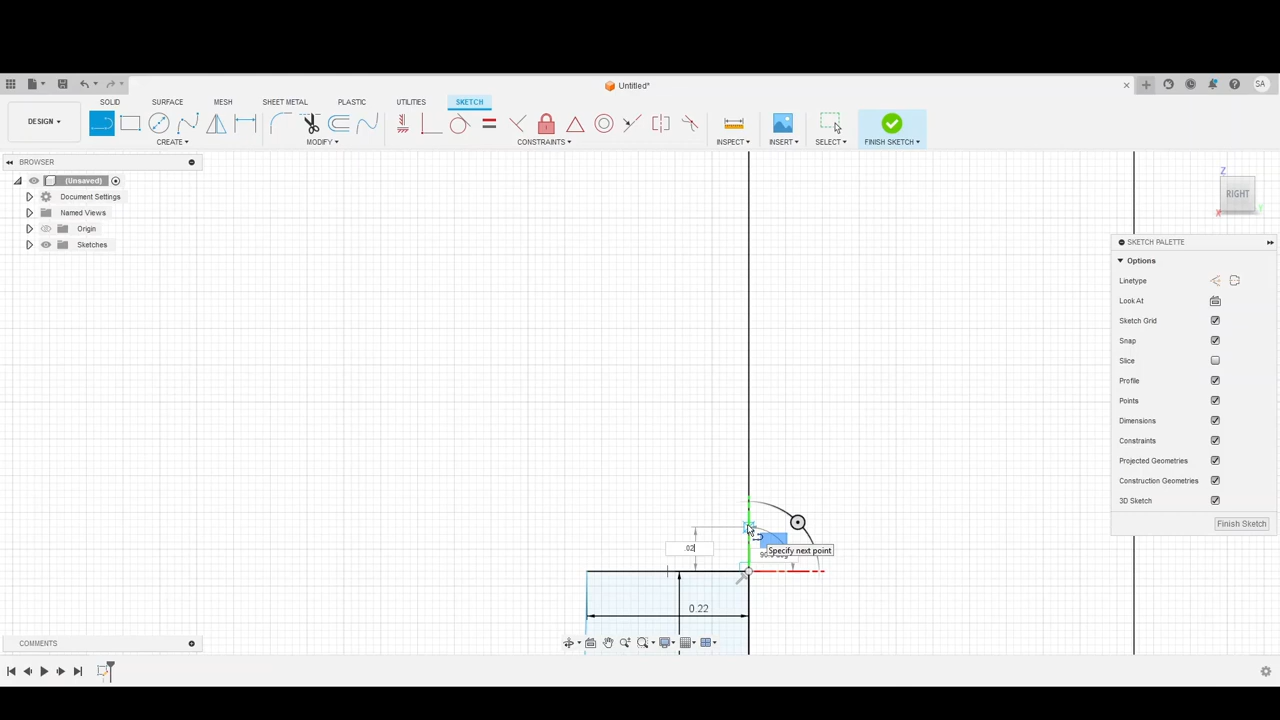 Untitled*
SA
SOLID SURFACE MESH SHEET METAL PLASTIC UTILITIES SKETCH
DESIGN
CREATE MODIFY CONSTRAINTS INSPECT INSERT SELECT FINISH SKETCH
BROWSER
(Unsaved)
Document Settings
Named Views
Origin
Sketches
Z
RIGHT
X
Y
SKETCH PALETTE
Options
Linetype
Look At
Sketch Grid
Snap
Slice
Profile
Points
Dimensions
Constraints
Projected Geometries
Construction Geometries
3D Sketch
Finish Sketch
.02
Specify next point
0.22
COMMENTS